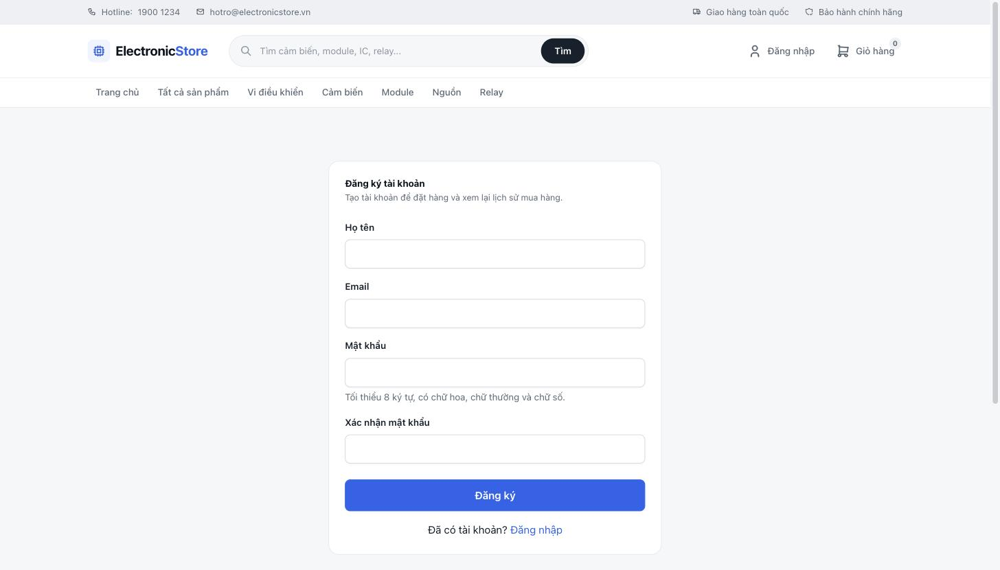 Hotline: 1900 1234 hotro@electronicstore.vn Giao hàng toàn quốc Bảo hành chính hãng
ElectronicStore Tìm cảm biến, module, IC, relay... Tìm Đăng nhập Giỏ hàng 0
Trang chủ Tất cả sản phẩm Vi điều khiển Cảm biến Module Nguồn Relay
Đăng ký tài khoản
Tạo tài khoản để đặt hàng và xem lại lịch sử mua hàng.
Họ tên
Email
Mật khẩu
Tối thiểu 8 ký tự, có chữ hoa, chữ thường và chữ số.
Xác nhận mật khẩu
Đăng ký
Đã có tài khoản? Đăng nhập